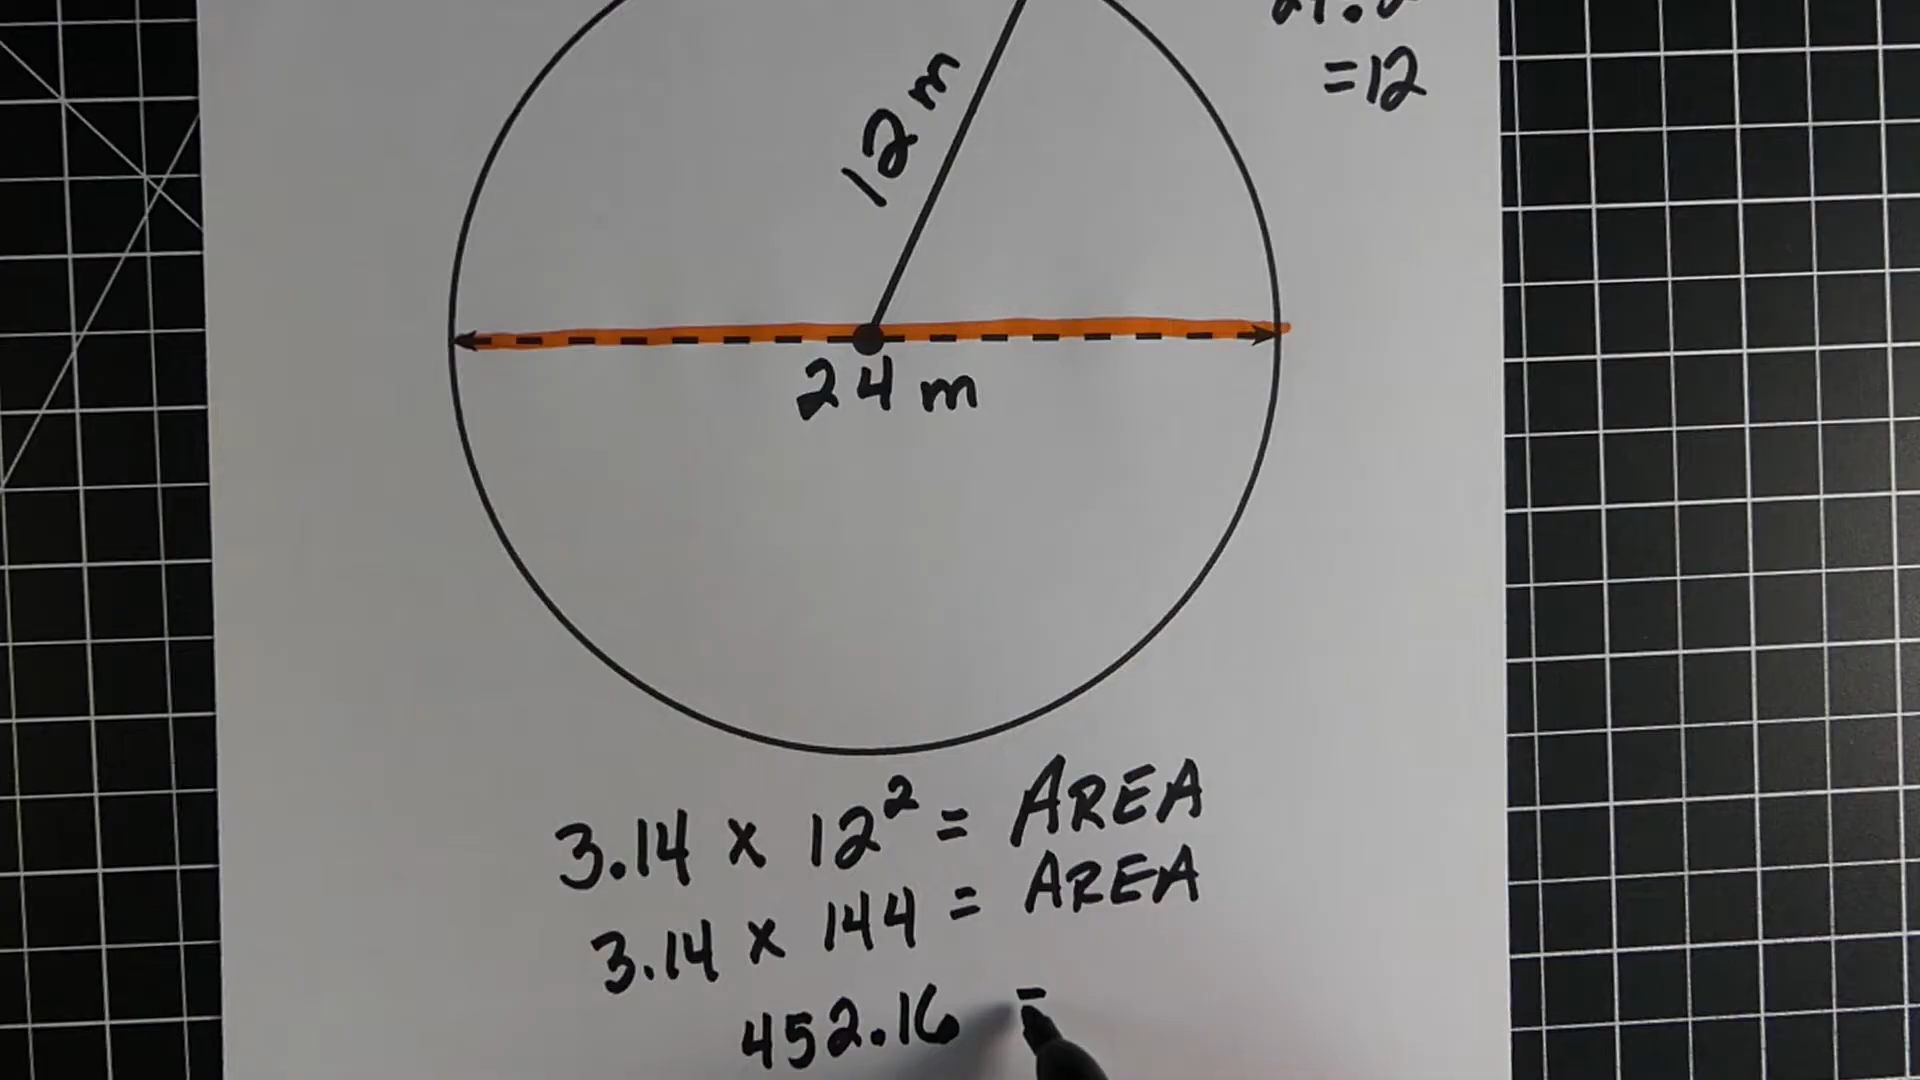 =12
12 m
24 m
3.14 x 12² = AREA
3.14 x 144 = AREA
452.16 =